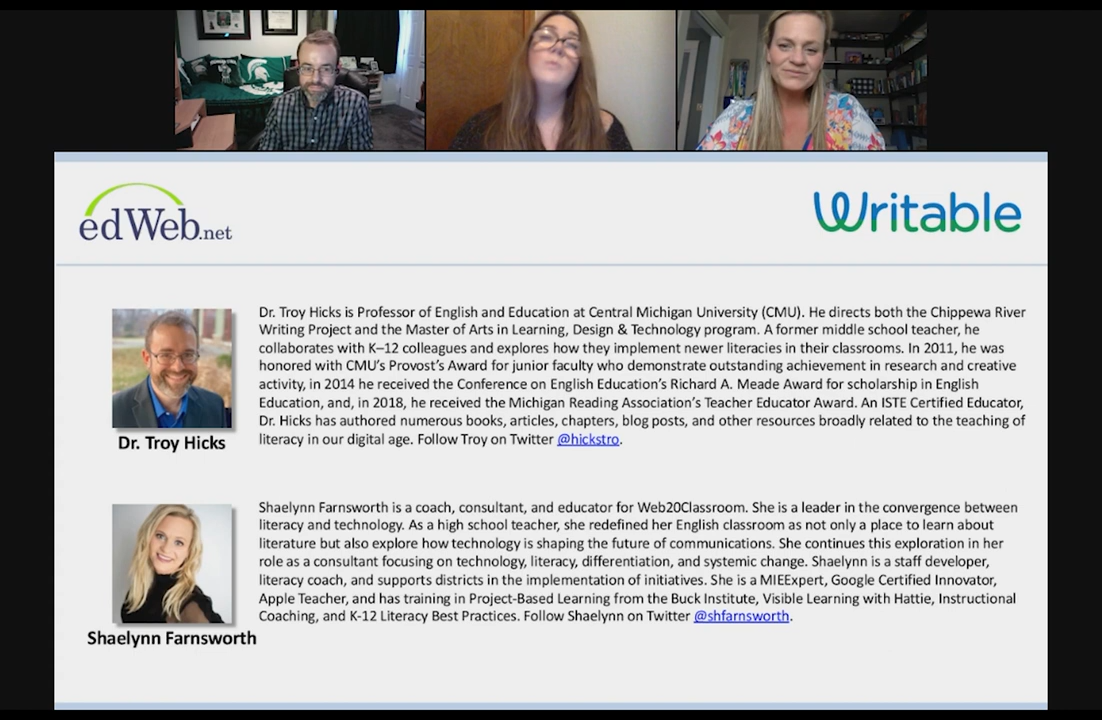 edWeb.net
Writable
Dr. Troy Hicks is Professor of English and Education at Central Michigan University (CMU). He directs both the Chippewa River
Writing Project and the Master of Arts in Learning, Design & Technology program. A former middle school teacher, he
collaborates with K–12 colleagues and explores how they implement newer literacies in their classrooms. In 2011, he was
honored with CMU's Provost's Award for junior faculty who demonstrate outstanding achievement in research and creative
activity, in 2014 he received the Conference on English Education's Richard A. Meade Award for scholarship in English
Education, and, in 2018, he received the Michigan Reading Association's Teacher Educator Award. An ISTE Certified Educator,
Dr. Hicks has authored numerous books, articles, chapters, blog posts, and other resources broadly related to the teaching of
literacy in our digital age. Follow Troy on Twitter @hickstro.
Dr. Troy Hicks
Shaelynn Farnsworth is a coach, consultant, and educator for Web20Classroom. She is a leader in the convergence between
literacy and technology. As a high school teacher, she redefined her English classroom as not only a place to learn about
literature but also explore how technology is shaping the future of communications. She continues this exploration in her
role as a consultant focusing on technology, literacy, differentiation, and systemic change. Shaelynn is a staff developer,
literacy coach, and supports districts in the implementation of initiatives. She is a MIEExpert, Google Certified Innovator,
Apple Teacher, and has training in Project-Based Learning from the Buck Institute, Visible Learning with Hattie, Instructional
Coaching, and K-12 Literacy Best Practices. Follow Shaelynn on Twitter @shfarnsworth.
Shaelynn Farnsworth